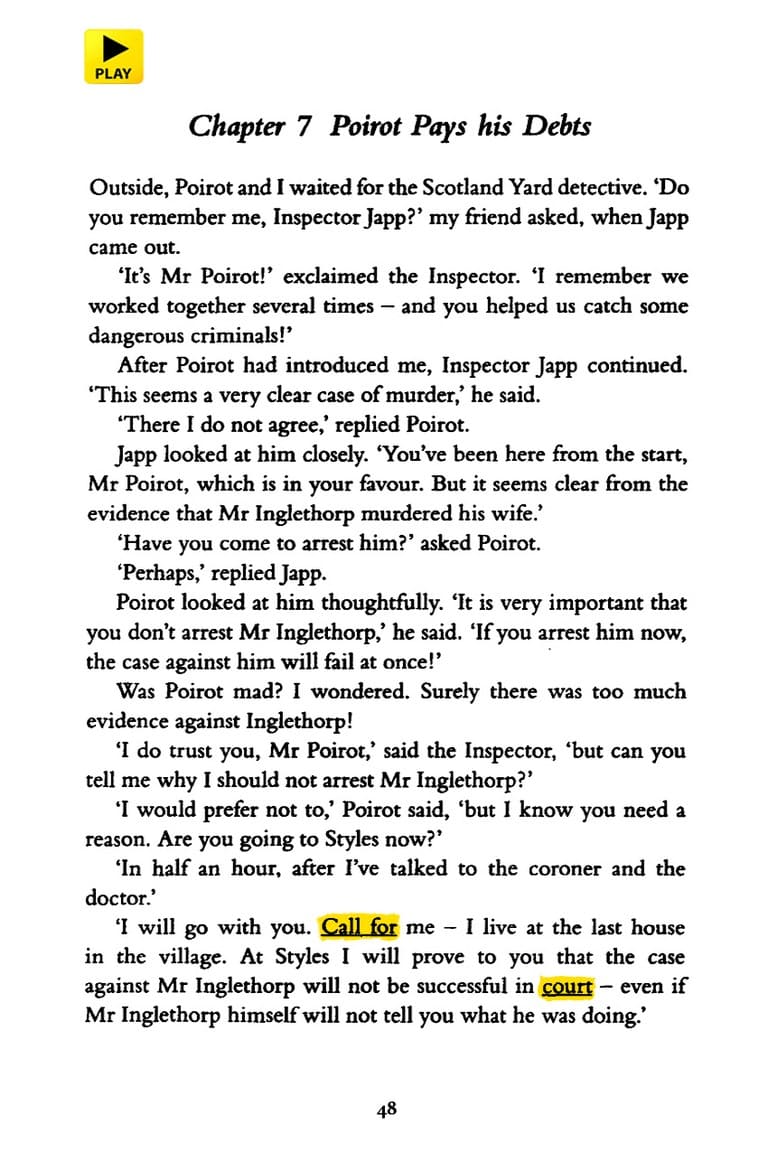 PLAY
Chapter 7 Poirot Pays his Debts
Outside, Poirot and I waited for the Scotland Yard detective. ‘Do
you remember me, Inspector Japp?’ my friend asked, when Japp
came out.
‘It’s Mr Poirot!’ exclaimed the Inspector. ‘I remember we
worked together several times – and you helped us catch some
dangerous criminals!’
After Poirot had introduced me, Inspector Japp continued.
‘This seems a very clear case of murder,’ he said.
‘There I do not agree,’ replied Poirot.
Japp looked at him closely. ‘You’ve been here from the start,
Mr Poirot, which is in your favour. But it seems clear from the
evidence that Mr Inglethorp murdered his wife.’
‘Have you come to arrest him?’ asked Poirot.
‘Perhaps,’ replied Japp.
Poirot looked at him thoughtfully. ‘It is very important that
you don’t arrest Mr Inglethorp,’ he said. ‘If you arrest him now,
the case against him will fail at once!’
Was Poirot mad? I wondered. Surely there was too much
evidence against Inglethorp!
‘I do trust you, Mr Poirot,’ said the Inspector, ‘but can you
tell me why I should not arrest Mr Inglethorp?’
‘I would prefer not to,’ Poirot said, ‘but I know you need a
reason. Are you going to Styles now?’
‘In half an hour, after I’ve talked to the coroner and the
doctor.’
‘I will go with you. Call for me – I live at the last house
in the village. At Styles I will prove to you that the case
against Mr Inglethorp will not be successful in court – even if
Mr Inglethorp himself will not tell you what he was doing.’
48